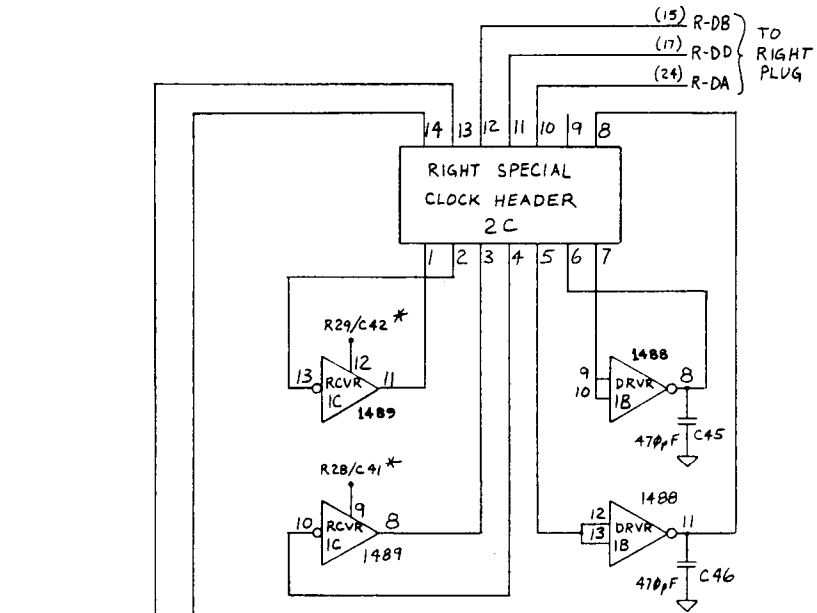 (15) R-DB
(17) R-DD
(24) R-DA
TO
RIGHT
PLUG
14 13 12 11 10 9 8
RIGHT SPECIAL
CLOCK HEADER
2C
1 2 3 4 5 6 7
R29/C42 *
12
13 RCVR 11
1C
1489
1488
9 DRVR 8
10 1B
470pF C45
R28/C41 *
9
10 RCVR 8
1C
1489
1488
12 DRVR 11
13 1B
470pF C46